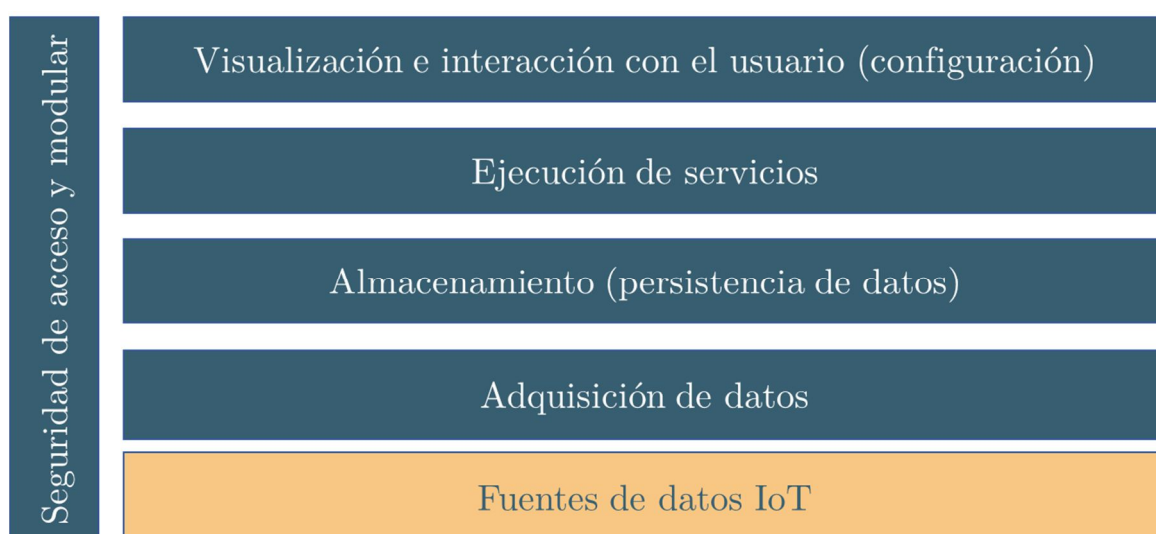 Seguridad de acceso y modular
Visualización e interacción con el usuario (configuración)
Ejecución de servicios
Almacenamiento (persistencia de datos)
Adquisición de datos
Fuentes de datos IoT